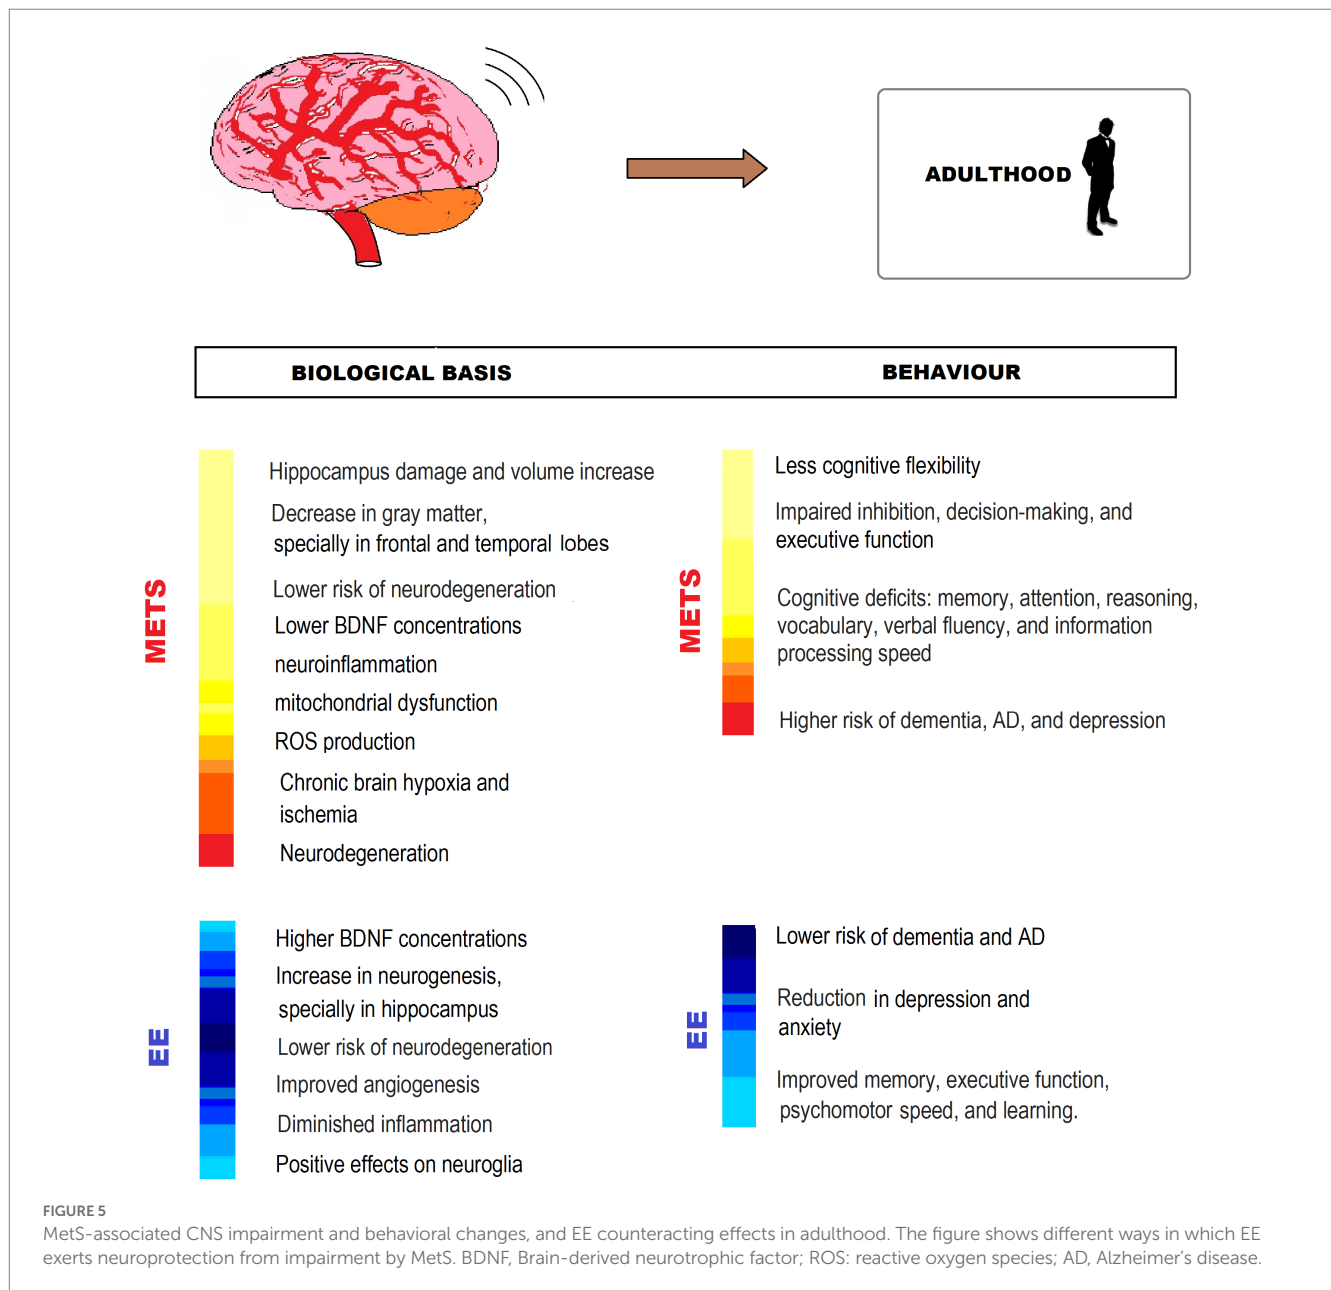 ADULTHOOD
BIOLOGICAL BASIS
BEHAVIOUR
METS
Hippocampus damage and volume increase
Decrease in gray matter,
specially in frontal and temporal lobes
Lower risk of neurodegeneration
Lower BDNF concentrations
neuroinflammation
mitochondrial dysfunction
ROS production
Chronic brain hypoxia and
ischemia
Neurodegeneration
METS
Less cognitive flexibility
Impaired inhibition, decision-making, and
executive function
Cognitive deficits: memory, attention, reasoning,
vocabulary, verbal fluency, and information
processing speed
Higher risk of dementia, AD, and depression
EE
Higher BDNF concentrations
Increase in neurogenesis,
specially in hippocampus
Lower risk of neurodegeneration
Improved angiogenesis
Diminished inflammation
Positive effects on neuroglia
EE
Lower risk of dementia and AD
Reduction in depression and
anxiety
Improved memory, executive function,
psychomotor speed, and learning.
FIGURE 5
MetS-associated CNS impairment and behavioral changes, and EE counteracting effects in adulthood. The figure shows different ways in which EE
exerts neuroprotection from impairment by MetS. BDNF, Brain-derived neurotrophic factor; ROS: reactive oxygen species; AD, Alzheimer's disease.